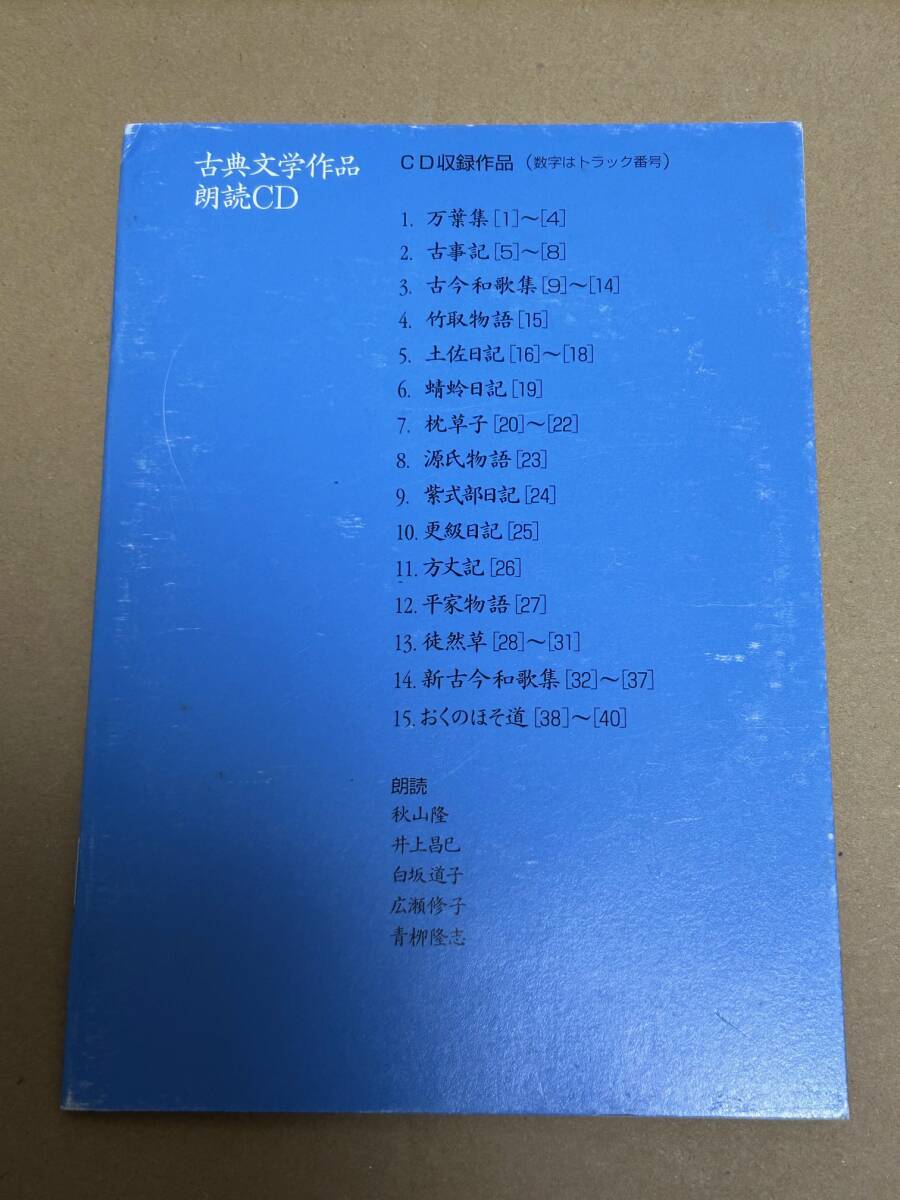 古典文学作品
朗読CD
CD収録作品（数字はトラック番号）
1. 万葉集[1]～[4]
2. 古事記[5]～[8]
3. 古今和歌集[9]～[14]
4. 竹取物語[15]
5. 土佐日記[16]～[18]
6. 蜻蛉日記[19]
7. 枕草子[20]～[22]
8. 源氏物語[23]
9. 紫式部日記[24]
10. 更級日記[25]
11. 方丈記[26]
12. 平家物語[27]
13. 徒然草[28]～[31]
14. 新古今和歌集[32]～[37]
15. おくのほそ道[38]～[40]
朗読
秋山隆
井上昌巳
白坂道子
広瀬修子
青柳隆志